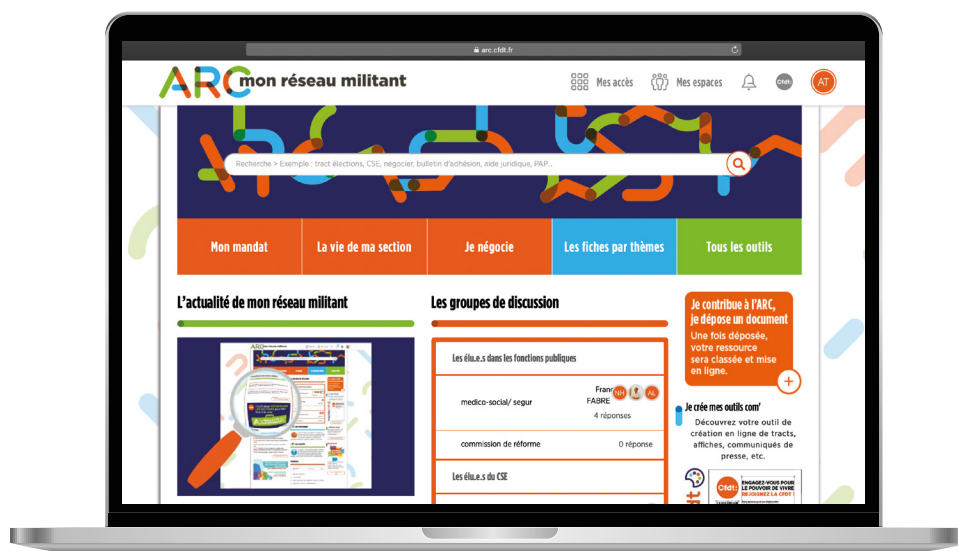 arc.cfdt.fr
ARC mon réseau militant
Mes accès
Mes espaces
Cfdt:
AT
Recherche > Exemple : tract élections, CSE, négocier, bulletin d'adhésion, aide juridique, PAP...
Mon mandat
La vie de ma section
Je négocie
Les fiches par thèmes
Tous les outils
L'actualité de mon réseau militant
Les groupes de discussion
Les élu.e.s dans les fonctions publiques
medico-social/ segur
FABRE
NH
AL
4 réponses
commission de réforme
0 réponse
Les élu.e.s du CSE
Je contribue à l'ARC,
je dépose un document
Une fois déposée,
votre ressource
sera classée et mise
en ligne.
+
Je crée mes outils com'
Découvrez votre outil de
création en ligne de tracts,
affiches, communiqués de
presse, etc.
Cfdt:
ENGAGEZ-VOUS POUR
LE POUVOIR DE VIVRE
REJOIGNEZ LA CFDT !